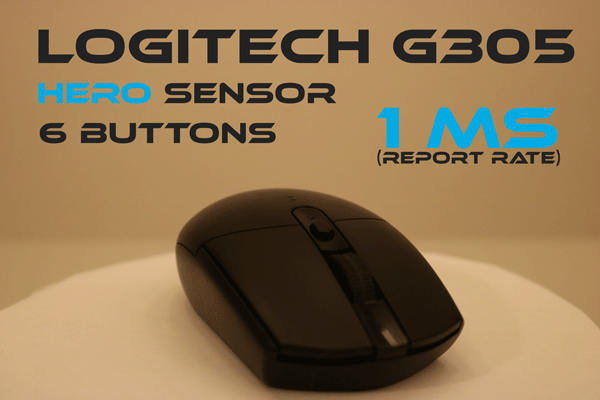 LOGITECH G305
HERO SENSOR
6 BUTTONS
1 MS
(REPORT RATE)